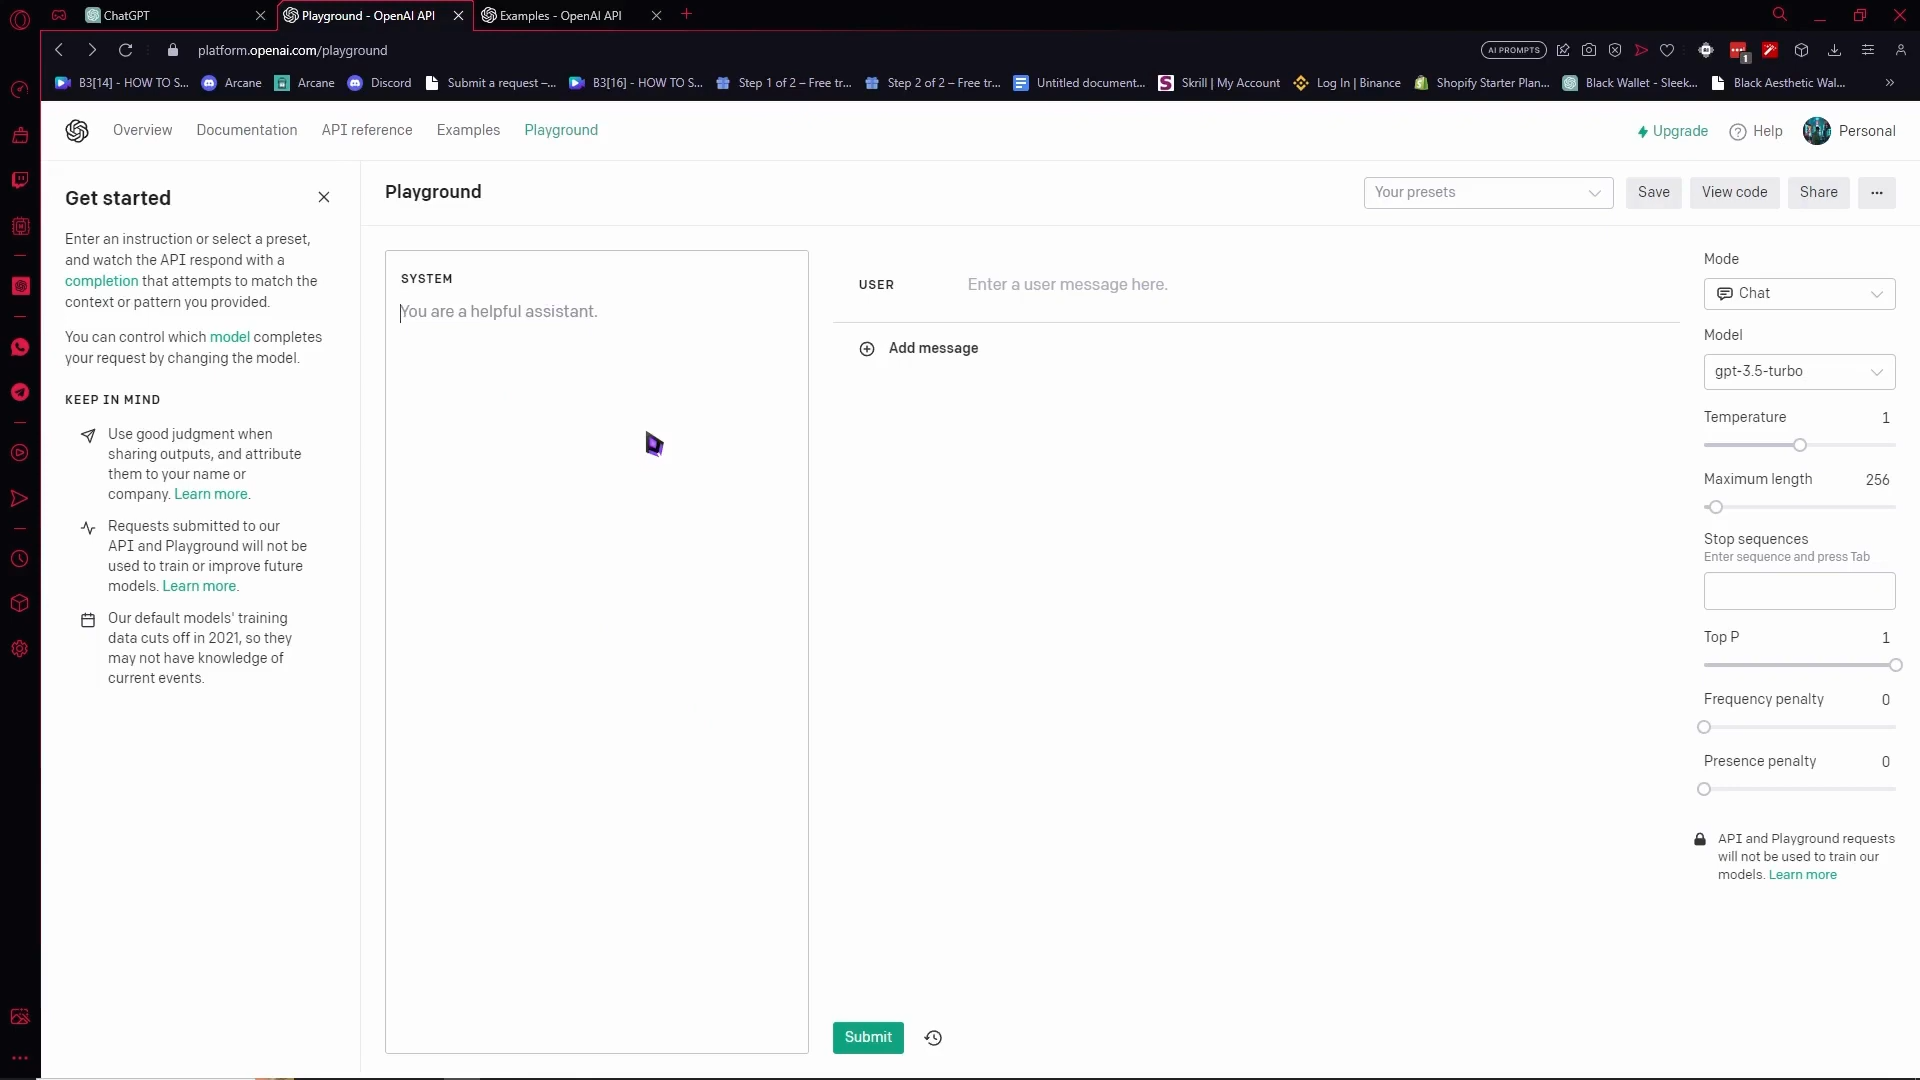 ChatGPT
Playground - OpenAI API
Examples - OpenAI API
platform.openai.com/playground
AI PROMPTS
1
B3[14] - HOW TO S...
Arcane
Arcane
Discord
Submit a request –...
B3[16] - HOW TO S...
Step 1 of 2 – Free tr...
Step 2 of 2 – Free tr...
Untitled document...
Skrill | My Account
Log In | Binance
Shopify Starter Plan...
Black Wallet - Sleek...
Black Aesthetic Wal...
Overview
Documentation
API reference
Examples
Playground
Upgrade
Help
Personal
Get started
Enter an instruction or select a preset,
and watch the API respond with a
completion that attempts to match the
context or pattern you provided.
You can control which model completes
your request by changing the model.
KEEP IN MIND
Use good judgment when
sharing outputs, and attribute
them to your name or
company. Learn more.
Requests submitted to our
API and Playground will not be
used to train or improve future
models. Learn more.
Our default models' training
data cuts off in 2021, so they
may not have knowledge of
current events.
Playground
Your presets
Save
View code
Share
...
SYSTEM
You are a helpful assistant.
USER
Enter a user message here.
Add message
Submit
Mode
Chat
Model
gpt-3.5-turbo
Temperature 1
Maximum length 256
Stop sequences
Enter sequence and press Tab
Top P 1
Frequency penalty 0
Presence penalty 0
API and Playground requests
will not be used to train our
models. Learn more